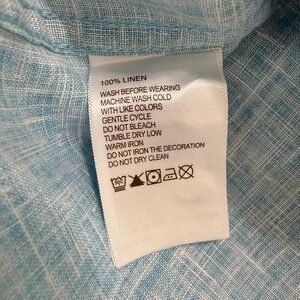 100% LINEN
WASH BEFORE WEARING
MACHINE WASH COLD
WITH LIKE COLORS
GENTLE CYCLE
DO NOT BLEACH
TUMBLE DRY LOW
WARM IRON
DO NOT IRON THE DECORATION
DO NOT DRY CLEAN